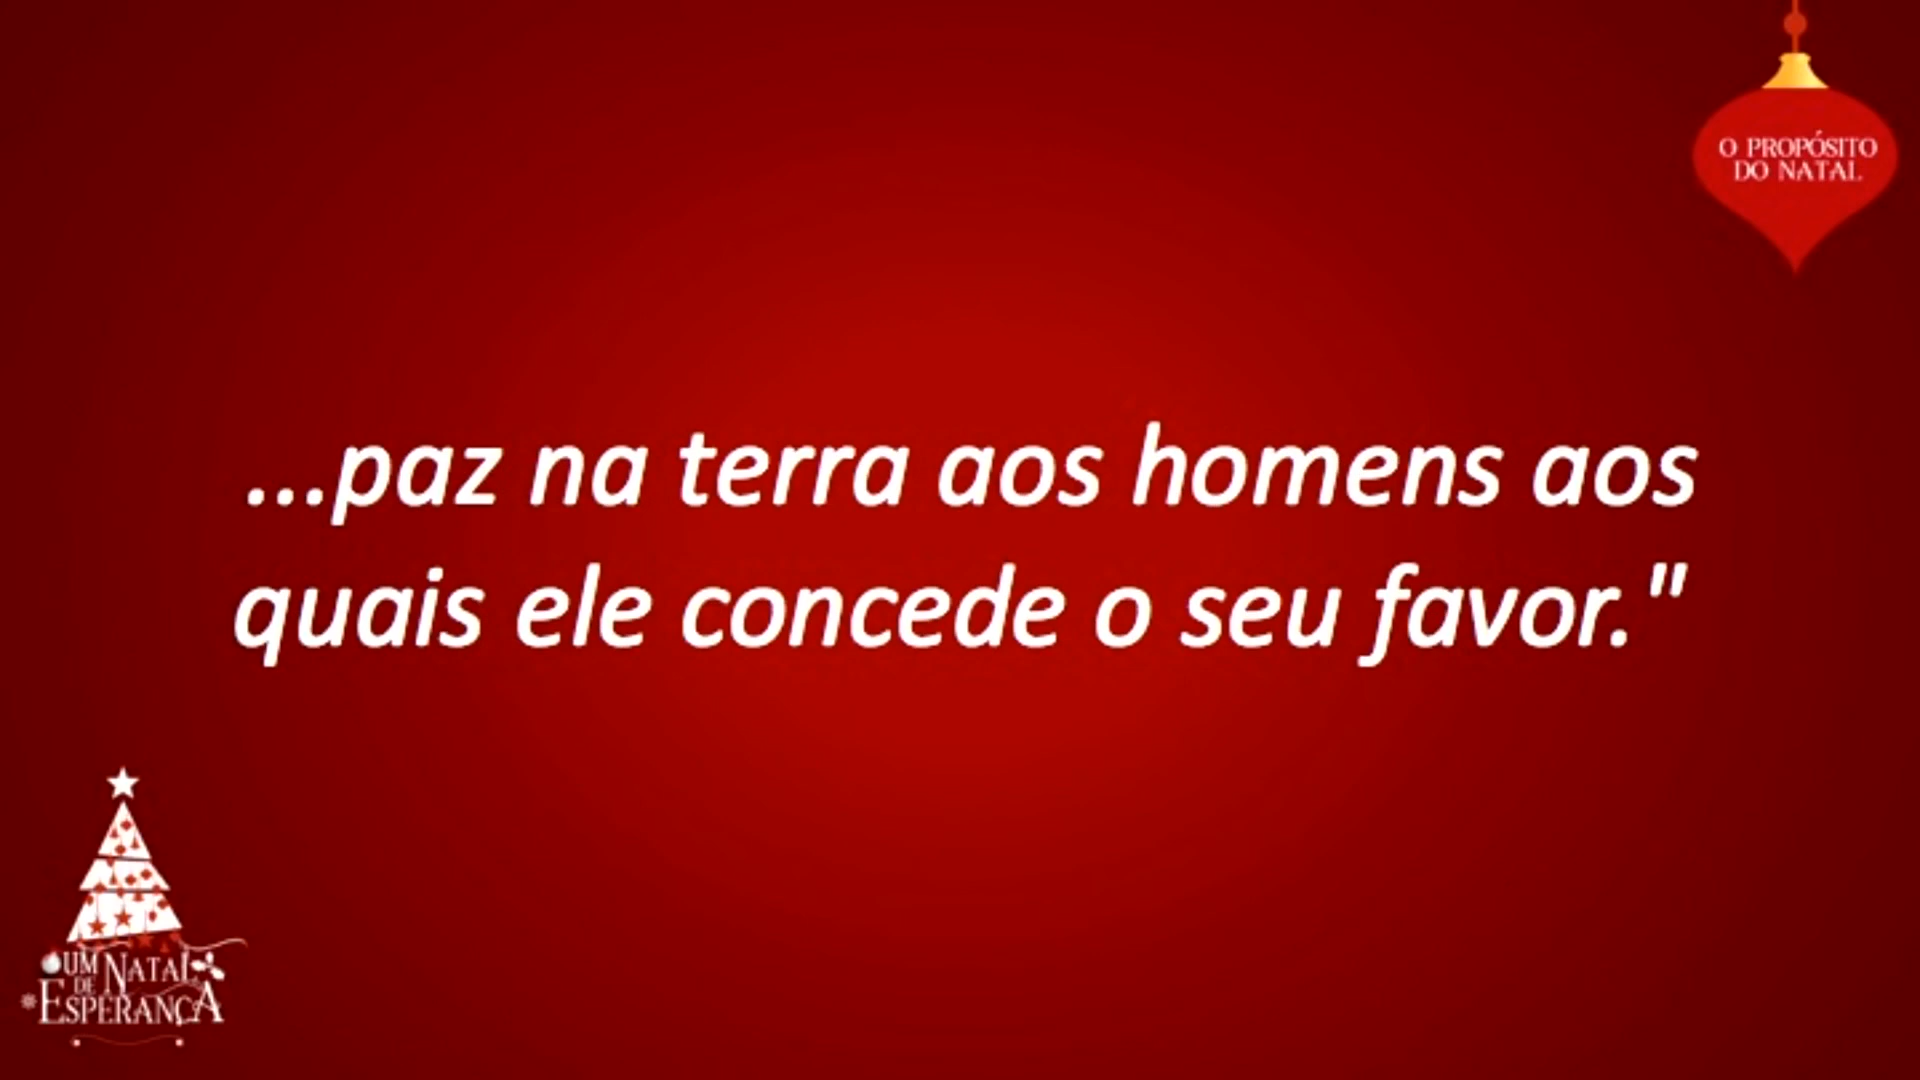 O PROPÓSITO
DO NATAL
...paz na terra aos homens aos
quais ele concede o seu favor."
UM NATAL
DE
ESPERANÇA